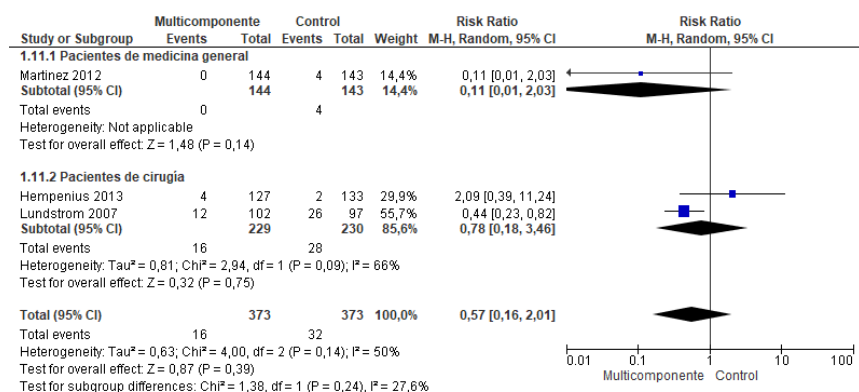 Multicomponente Control Risk Ratio Risk Ratio
Study or Subgroup Events Total Events Total Weight M-H, Random, 95% CI M-H, Random, 95% CI
1.11.1 Pacientes de medicina general
Martinez 2012 0 144 4 143 14,4% 0,11 [0,01, 2,03]
Subtotal (95% CI) 144 143 14,4% 0,11 [0,01, 2,03]
Total events 0 4
Heterogeneity: Not applicable
Test for overall effect: Z = 1,48 (P = 0,14)
1.11.2 Pacientes de cirugía
Hempenius 2013 4 127 2 133 29,9% 2,09 [0,39, 11,24]
Lundstrom 2007 12 102 26 97 55,7% 0,44 [0,23, 0,82]
Subtotal (95% CI) 229 230 85,6% 0,78 [0,18, 3,46]
Total events 16 28
Heterogeneity: Tau² = 0,81; Chi² = 2,94, df = 1 (P = 0,09); I² = 66%
Test for overall effect: Z = 0,32 (P = 0,75)
Total (95% CI) 373 373 100,0% 0,57 [0,16, 2,01]
Total events 16 32
Heterogeneity: Tau² = 0,63; Chi² = 4,00, df = 2 (P = 0,14); I² = 50%
Test for overall effect: Z = 0,87 (P = 0,39)
Test for subgroup differences: Chi² = 1,38, df = 1 (P = 0,24), I² = 27,6%
0.01 0.1 1 10 100
Multicomponente Control